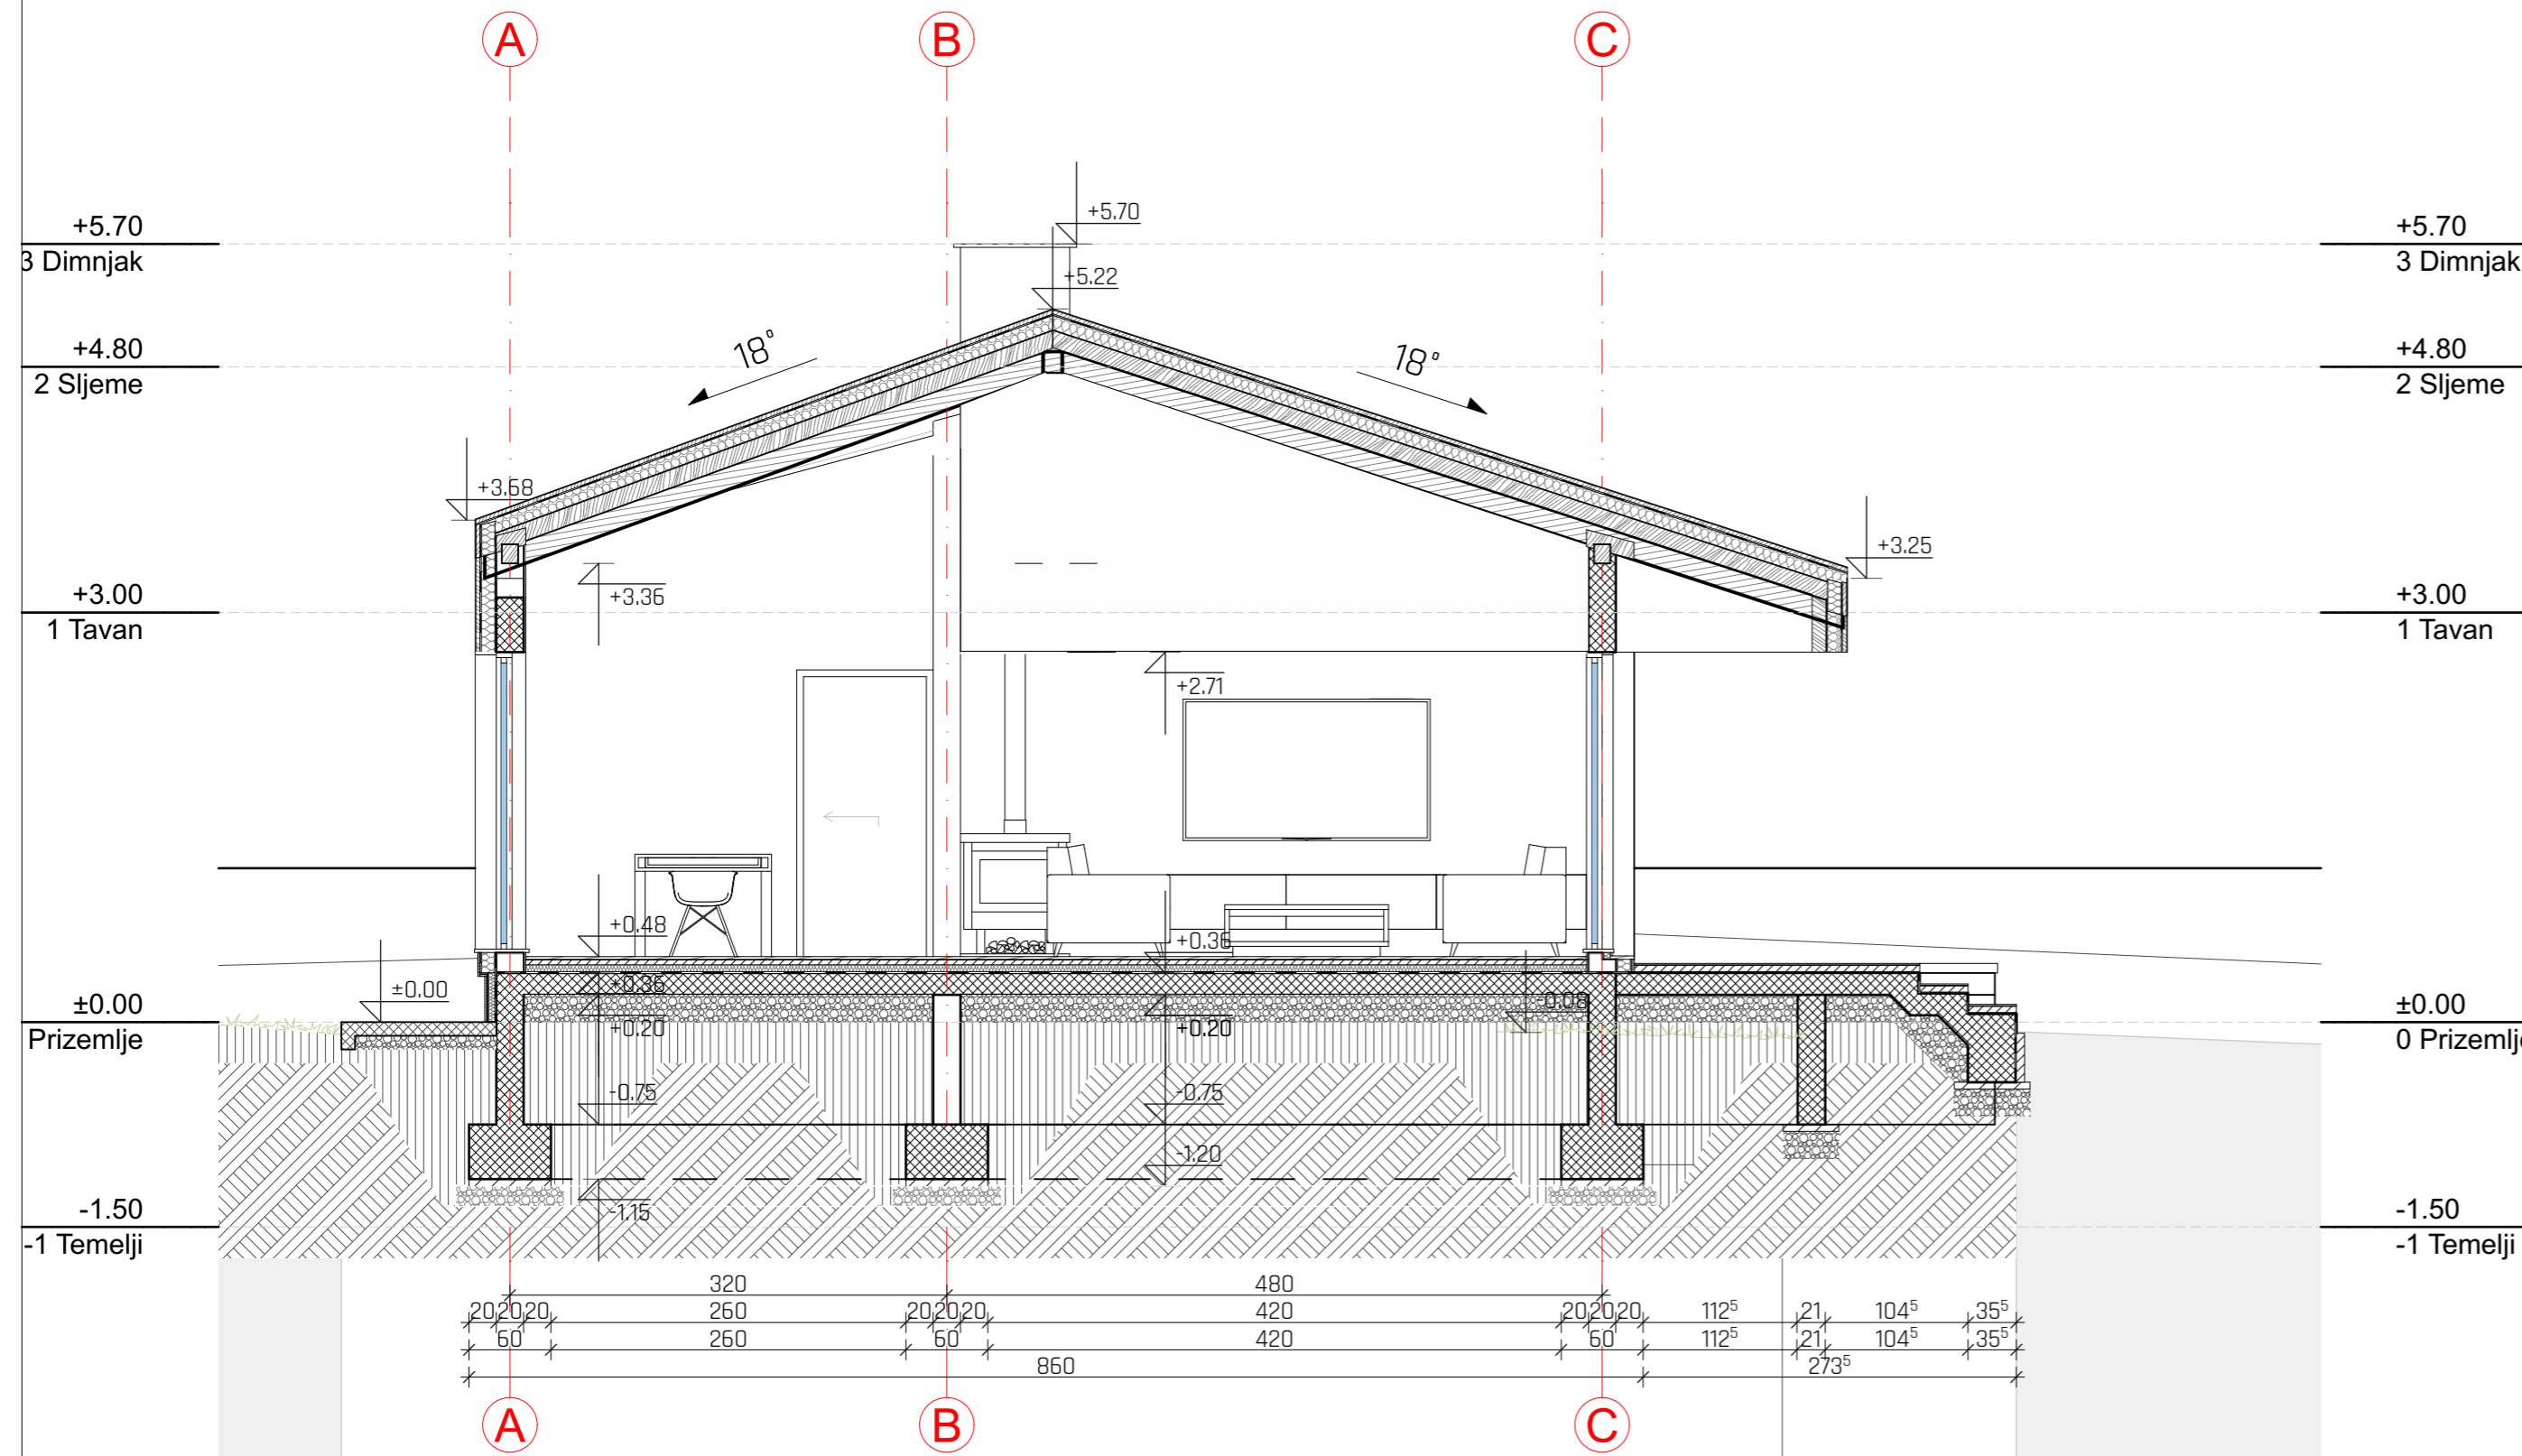 A B C
+5.70
3 Dimnjak
+5.70
+5.70
3 Dimnjak
+5.22
+4.80
2 Sljeme
18°
18°
+4.80
2 Sljeme
+3.68
+3.25
+3.36
+3.00
1 Tavan
+3.00
1 Tavan
+2.71
+0.48
+0.36
±0.00
+0.36
-0.08
±0.00
Prizemlje
+0.20
+0.20
±0.00
0 Prizemlje
-0.75
-0.75
-1.20
-1.15
-1.50
-1 Temelji
-1.50
-1 Temelji
320 480
20 20 20 260 20 20 20 420 20 20 20 112⁵ 21 104⁵ 35⁵
60 260 60 420 60 112⁵ 21 104⁵ 35⁵
860 273⁵
A B C